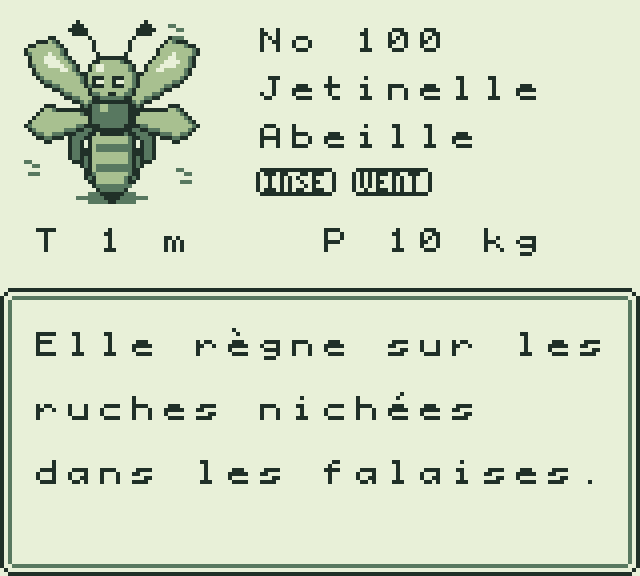 No 100
Jetinelle
Abeille
INSE VENT
T 1 m P 10 kg
Elle règne sur les
ruches nichées
dans les falaises.